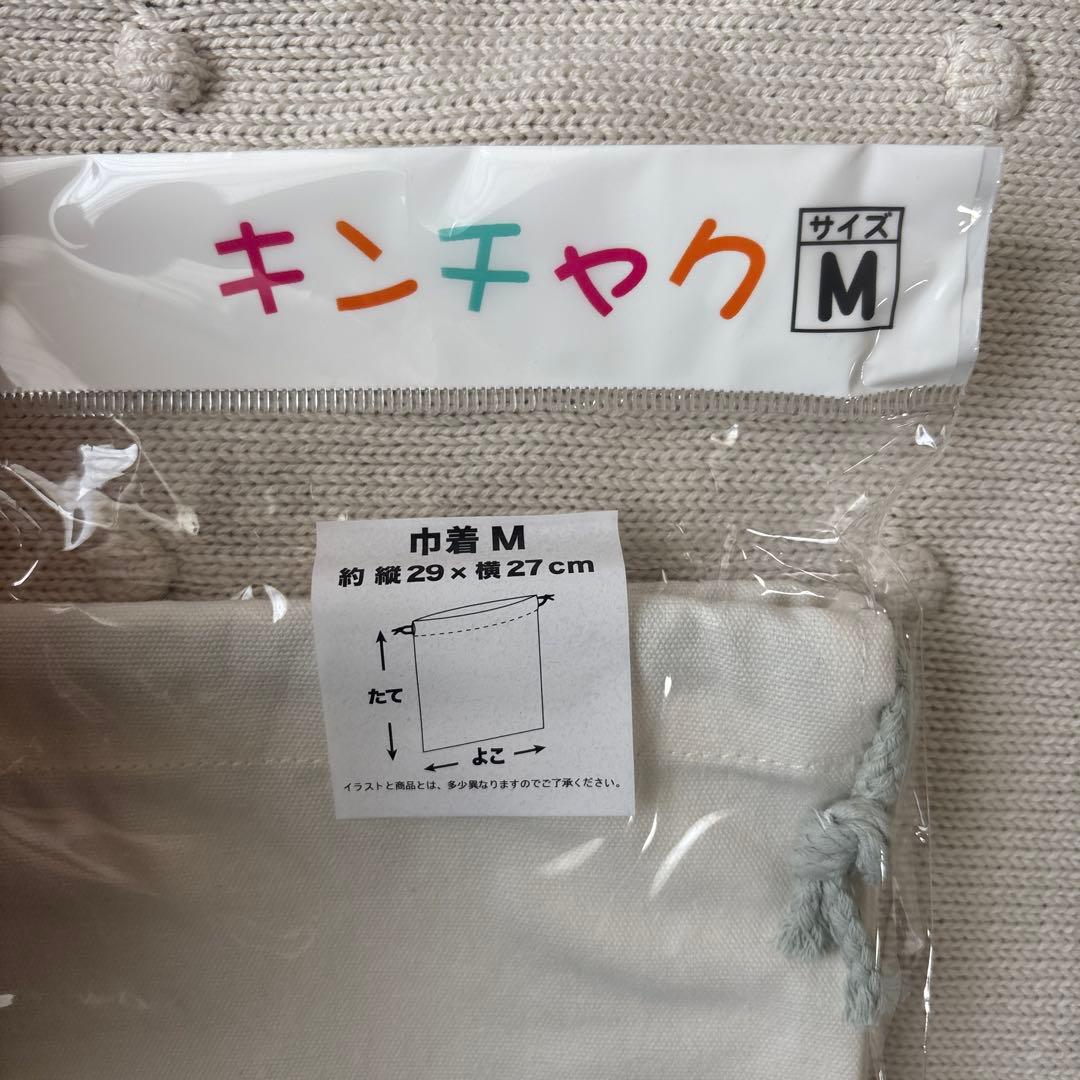 キンチャク
サイズ
M
巾着 M
約 縦29×横27cm
たて
よこ
イラストと商品とは、多少異なりますのでご了承ください。